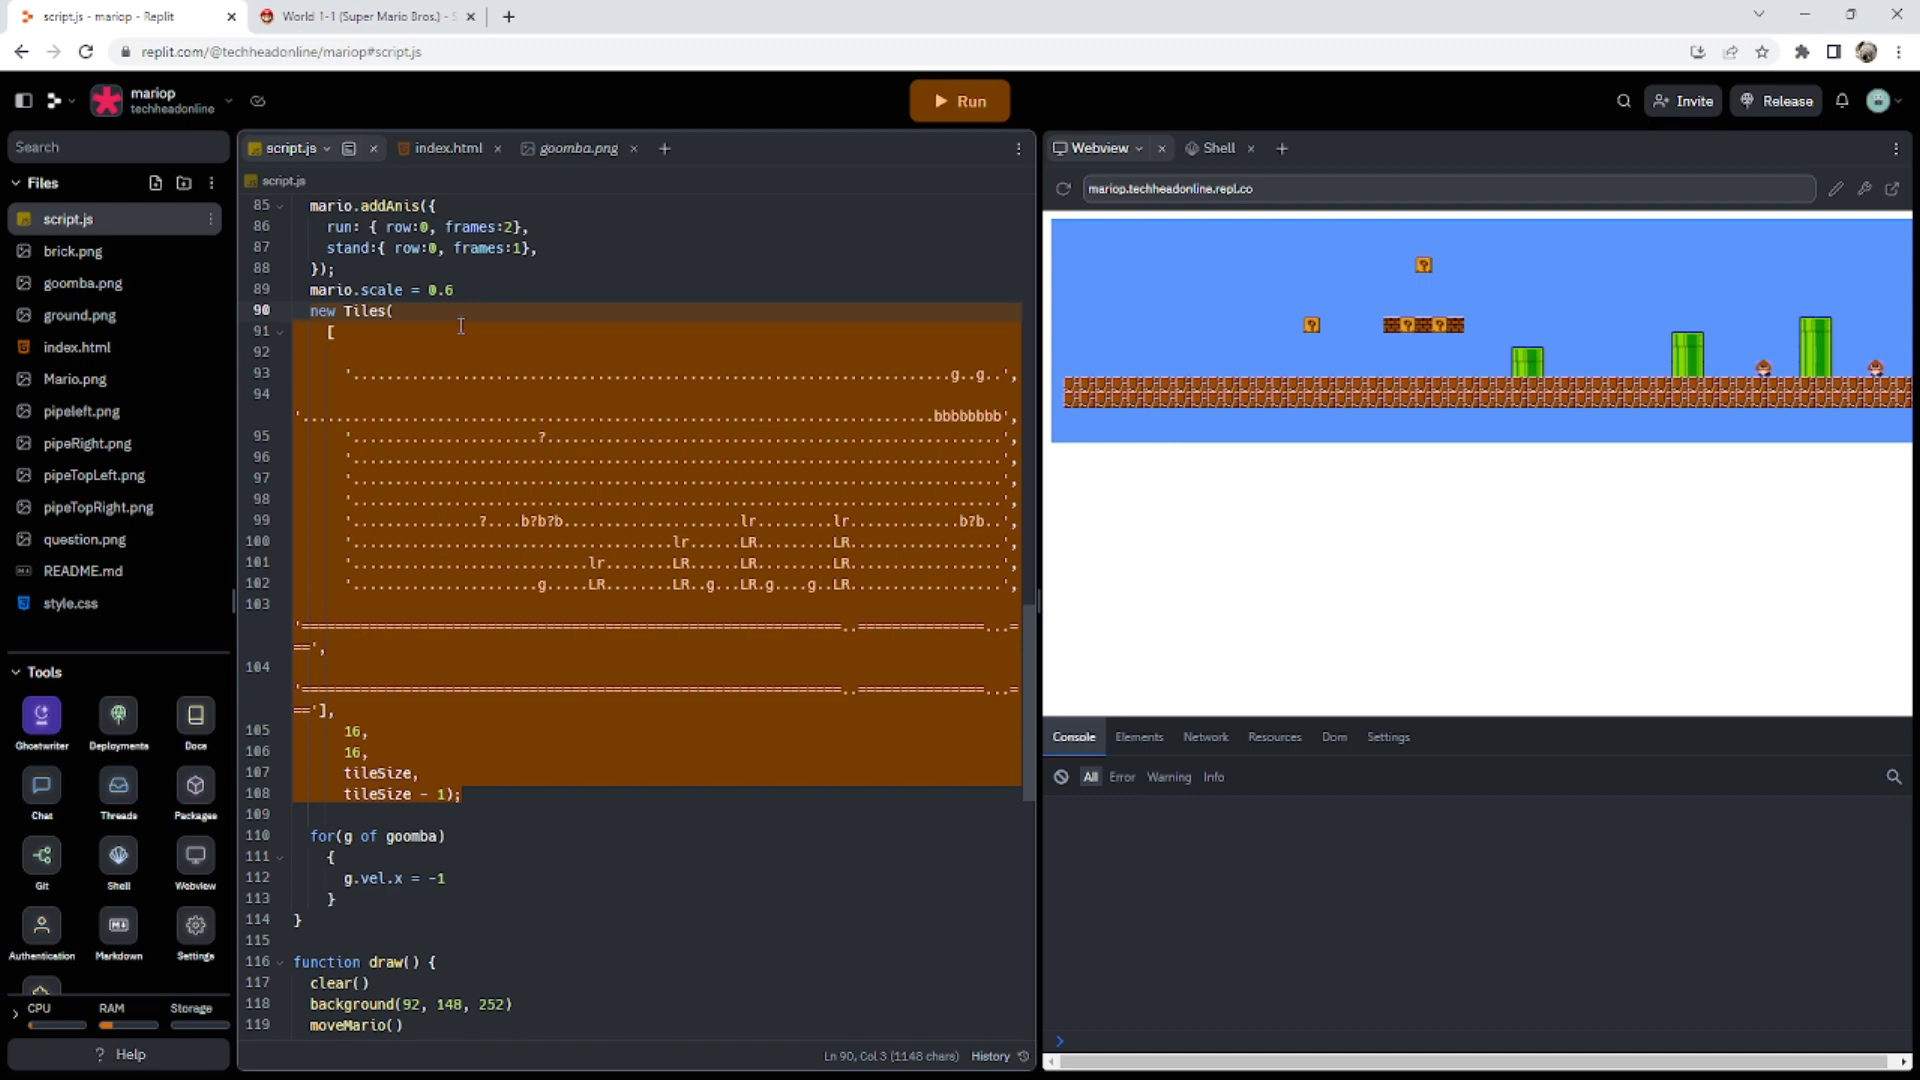 script.js - mariop - Replit
World 1-1 (Super Mario Bros.) - S
replit.com/@techheadonline/mariop#script.js
mariop
techheadonline
Run
Invite
Release
Search
Files
script.js
brick.png
goomba.png
ground.png
index.html
Mario.png
pipeleft.png
pipeRight.png
pipeTopLeft.png
pipeTopRight.png
question.png
README.md
style.css
Tools
Ghostwriter
Deployments
Docs
Chat
Threads
Packages
Git
Shell
Webview
Authentication
Markdown
Settings
CPU
RAM
Storage
? Help
script.js
index.html
goomba.png
script.js
85 mario.addAnis({
86 run: { row:0, frames:2},
87 stand:{ row:0, frames:1},
88 });
89 mario.scale = 0.6
90 new Tiles(
91 [
92
93 '.......................................................................g..g..',
94
'...........................................................................bbbbbbbb',
95 '......................?......................................................',
96 '.............................................................................',
97 '.............................................................................',
98 '.............................................................................',
99 '...............?....b?b?b.....................lr.........lr.............b?b..',
100 '......................................lr......LR.........LR..................',
101 '............................lr........LR......LR.........LR..................',
102 '......................g.....LR........LR..g...LR.g....g..LR..................',
103
'================================================================..===============...=
==',
104
'================================================================..===============...=
=='],
105 16,
106 16,
107 tileSize,
108 tileSize - 1);
109
110 for(g of goomba)
111 {
112 g.vel.x = -1
113 }
114 }
115
116 function draw() {
117 clear()
118 background(92, 148, 252)
119 moveMario()
Ln 90, Col 3 (1148 chars)
History
Webview
Shell
mariop.techheadonline.repl.co
?
?
?
?
Console
Elements
Network
Resources
Dom
Settings
All
Error
Warning
Info